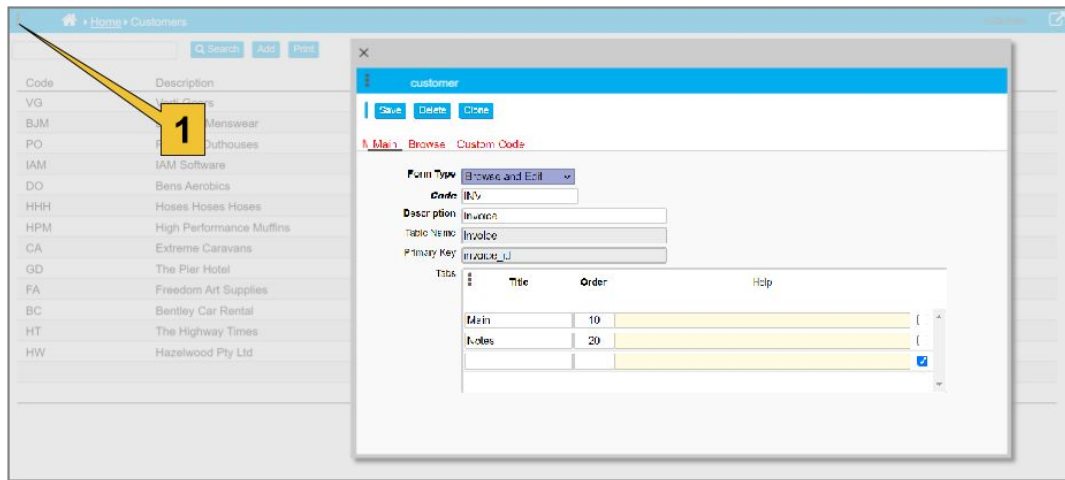 Home Customers
Search Add Print
Code Description
VG
BJM Menswear
PO Outhouses
IAM IAM Software
DO Bens Aerobics
HHH Hoses Hoses Hoses
HPM High Performance Muffins
CA Extreme Caravans
GD The Pier Hotel
FA Freedom Art Supplies
BC Bentley Car Rental
HT The Highway Times
HW Hazelwood Pty Ltd
1
customer
Save Delete Clone
Main Browse Custom Code
Form Type Browse and Edit
Code INV
Description Invoice
Table Name Invoice
Primary Key invoice_id
Tabs Title Order Help
Main 10
Notes 20